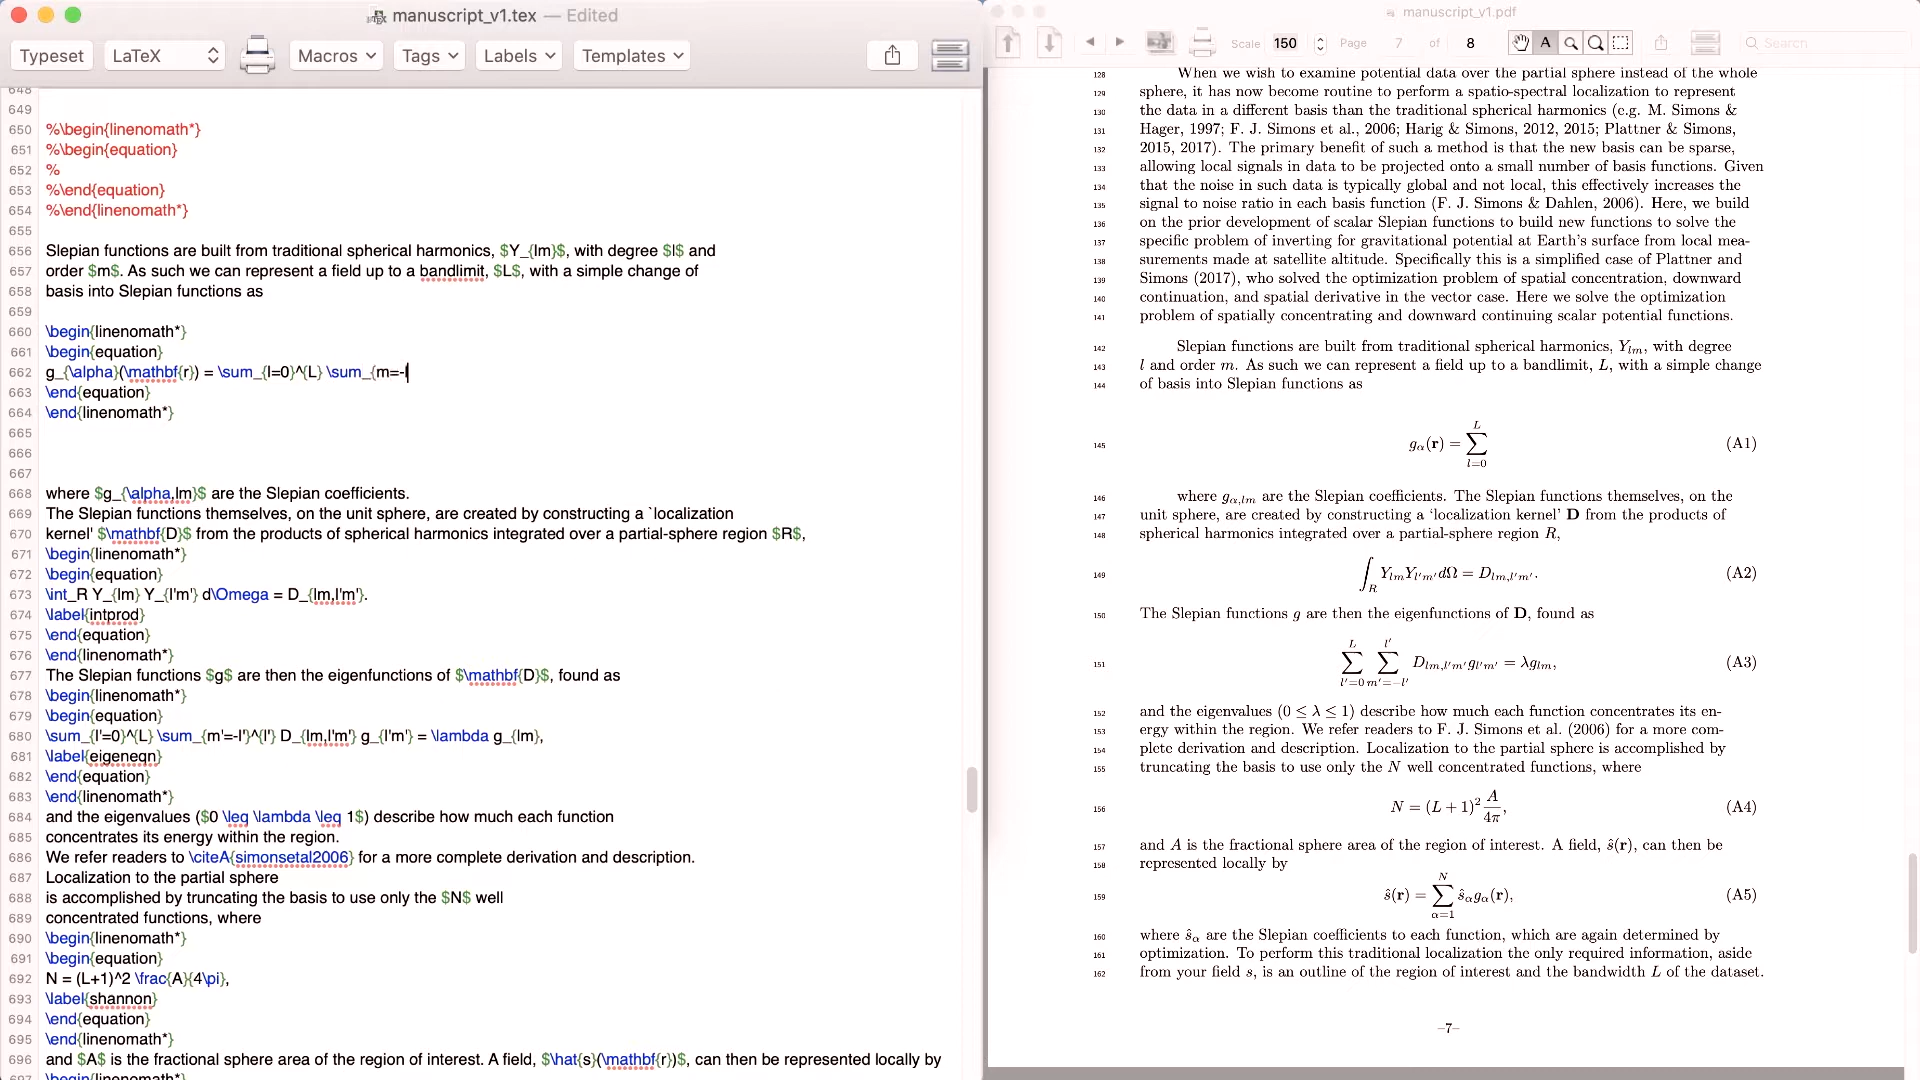 manuscript_v1.tex — Edited
Typeset LaTeX Macros Tags Labels Templates
648
649
650 %\begin{linenomath*}
651 %\begin{equation}
652 %
653 %\end{equation}
654 %\end{linenomath*}
655
656 Slepian functions are built from traditional spherical harmonics, $Y_{lm}$, with degree $l$ and
657 order $m$. As such we can represent a field up to a bandlimit, $L$, with a simple change of
658 basis into Slepian functions as
659
660 \begin{linenomath*}
661 \begin{equation}
662 g_{\alpha}(\mathbf{r}) = \sum_{l=0}^{L} \sum_{m=-l
663 \end{equation}
664 \end{linenomath*}
665
666
667
668 where $g_{\alpha,lm}$ are the Slepian coefficients.
669 The Slepian functions themselves, on the unit sphere, are created by constructing a `localization
670 kernel' $\mathbf{D}$ from the products of spherical harmonics integrated over a partial-sphere region $R$,
671 \begin{linenomath*}
672 \begin{equation}
673 \int_R Y_{lm} Y_{l'm'} d\Omega = D_{lm,l'm'}.
674 \label{intprod}
675 \end{equation}
676 \end{linenomath*}
677 The Slepian functions $g$ are then the eigenfunctions of $\mathbf{D}$, found as
678 \begin{linenomath*}
679 \begin{equation}
680 \sum_{l'=0}^{L} \sum_{m'=-l'}^{l'} D_{lm,l'm'} g_{l'm'} = \lambda g_{lm},
681 \label{eigeneqn}
682 \end{equation}
683 \end{linenomath*}
684 and the eigenvalues ($0 \leq \lambda \leq 1$) describe how much each function
685 concentrates its energy within the region.
686 We refer readers to \citeA{simonsetal2006} for a more complete derivation and description.
687 Localization to the partial sphere
688 is accomplished by truncating the basis to use only the $N$ well
689 concentrated functions, where
690 \begin{linenomath*}
691 \begin{equation}
692 N = (L+1)^2 \frac{A}{4\pi},
693 \label{shannon}
694 \end{equation}
695 \end{linenomath*}
696 and $A$ is the fractional sphere area of the region of interest. A field, $\hat{s}(\mathbf{r})$, can then be represented locally by
697 \begin{linenomath*}
manuscript_v1.pdf
Scale 150 Page 7 of 8 A Search
128 When we wish to examine potential data over the partial sphere instead of the whole
129 sphere, it has now become routine to perform a spatio-spectral localization to represent
130 the data in a different basis than the traditional spherical harmonics (e.g. M. Simons &
131 Hager, 1997; F. J. Simons et al., 2006; Harig & Simons, 2012, 2015; Plattner & Simons,
132 2015, 2017). The primary benefit of such a method is that the new basis can be sparse,
133 allowing local signals in data to be projected onto a small number of basis functions. Given
134 that the noise in such data is typically global and not local, this effectively increases the
135 signal to noise ratio in each basis function (F. J. Simons & Dahlen, 2006). Here, we build
136 on the prior development of scalar Slepian functions to build new functions to solve the
137 specific problem of inverting for gravitational potential at Earth's surface from local mea-
138 surements made at satellite altitude. Specifically this is a simplified case of Plattner and
139 Simons (2017), who solved the optimization problem of spatial concentration, downward
140 continuation, and spatial derivative in the vector case. Here we solve the optimization
141 problem of spatially concentrating and downward continuing scalar potential functions.
142 Slepian functions are built from traditional spherical harmonics, Yₗₘ, with degree
143 l and order m. As such we can represent a field up to a bandlimit, L, with a simple change
144 of basis into Slepian functions as
145 g_α(r) = ∑_{l=0}^{L} (A1)
146 where g_{α,lm} are the Slepian coefficients. The Slepian functions themselves, on the
147 unit sphere, are created by constructing a ‘localization kernel’ D from the products of
148 spherical harmonics integrated over a partial-sphere region R,
149 ∫_R Y_{lm}Y_{l'm'}dΩ = D_{lm,l'm'}. (A2)
150 The Slepian functions g are then the eigenfunctions of D, found as
151 ∑_{l'=0}^{L} ∑_{m'=−l'}^{l'} D_{lm,l'm'}g_{l'm'} = λg_{lm}, (A3)
152 and the eigenvalues (0 ≤ λ ≤ 1) describe how much each function concentrates its en-
153 ergy within the region. We refer readers to F. J. Simons et al. (2006) for a more com-
154 plete derivation and description. Localization to the partial sphere is accomplished by
155 truncating the basis to use only the N well concentrated functions, where
156 N = (L + 1)² A/4π, (A4)
157 and A is the fractional sphere area of the region of interest. A field, ŝ(r), can then be
158 represented locally by
159 ŝ(r) = ∑_{α=1}^{N} ŝ_α g_α(r), (A5)
160 where ŝ_α are the Slepian coefficients to each function, which are again determined by
161 optimization. To perform this traditional localization the only required information, aside
162 from your field s, is an outline of the region of interest and the bandwidth L of the dataset.
–7–